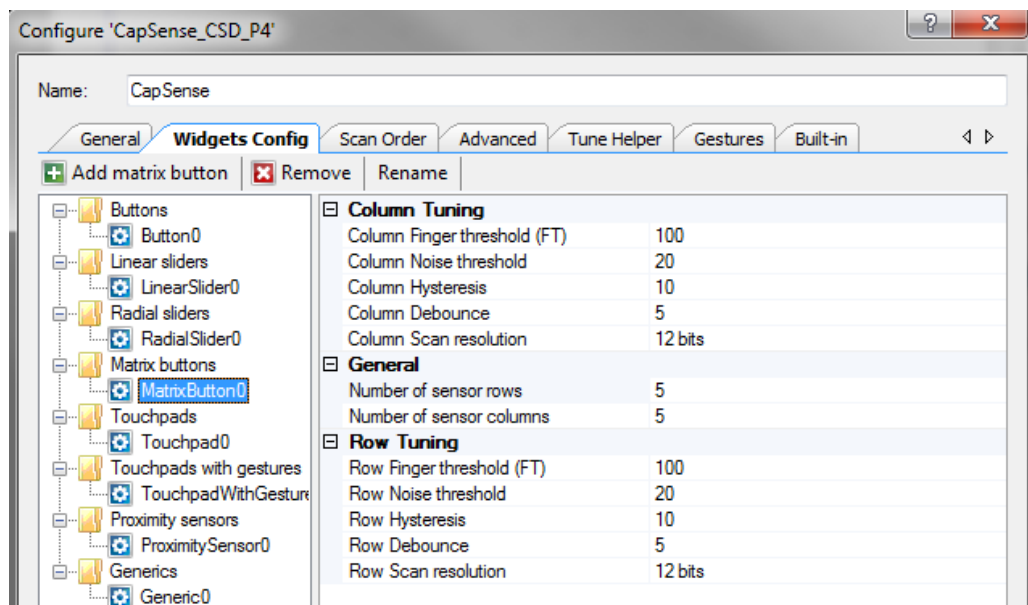 Configure 'CapSense_CSD_P4'
Name: CapSense
General Widgets Config Scan Order Advanced Tune Helper Gestures Built-in
Add matrix button Remove Rename
Buttons
Button0
Linear sliders
LinearSlider0
Radial sliders
RadialSlider0
Matrix buttons
MatrixButton0
Touchpads
Touchpad0
Touchpads with gestures
TouchpadWithGesture
Proximity sensors
ProximitySensor0
Generics
Generic0
Column Tuning
Column Finger threshold (FT) 100
Column Noise threshold 20
Column Hysteresis 10
Column Debounce 5
Column Scan resolution 12 bits
General
Number of sensor rows 5
Number of sensor columns 5
Row Tuning
Row Finger threshold (FT) 100
Row Noise threshold 20
Row Hysteresis 10
Row Debounce 5
Row Scan resolution 12 bits